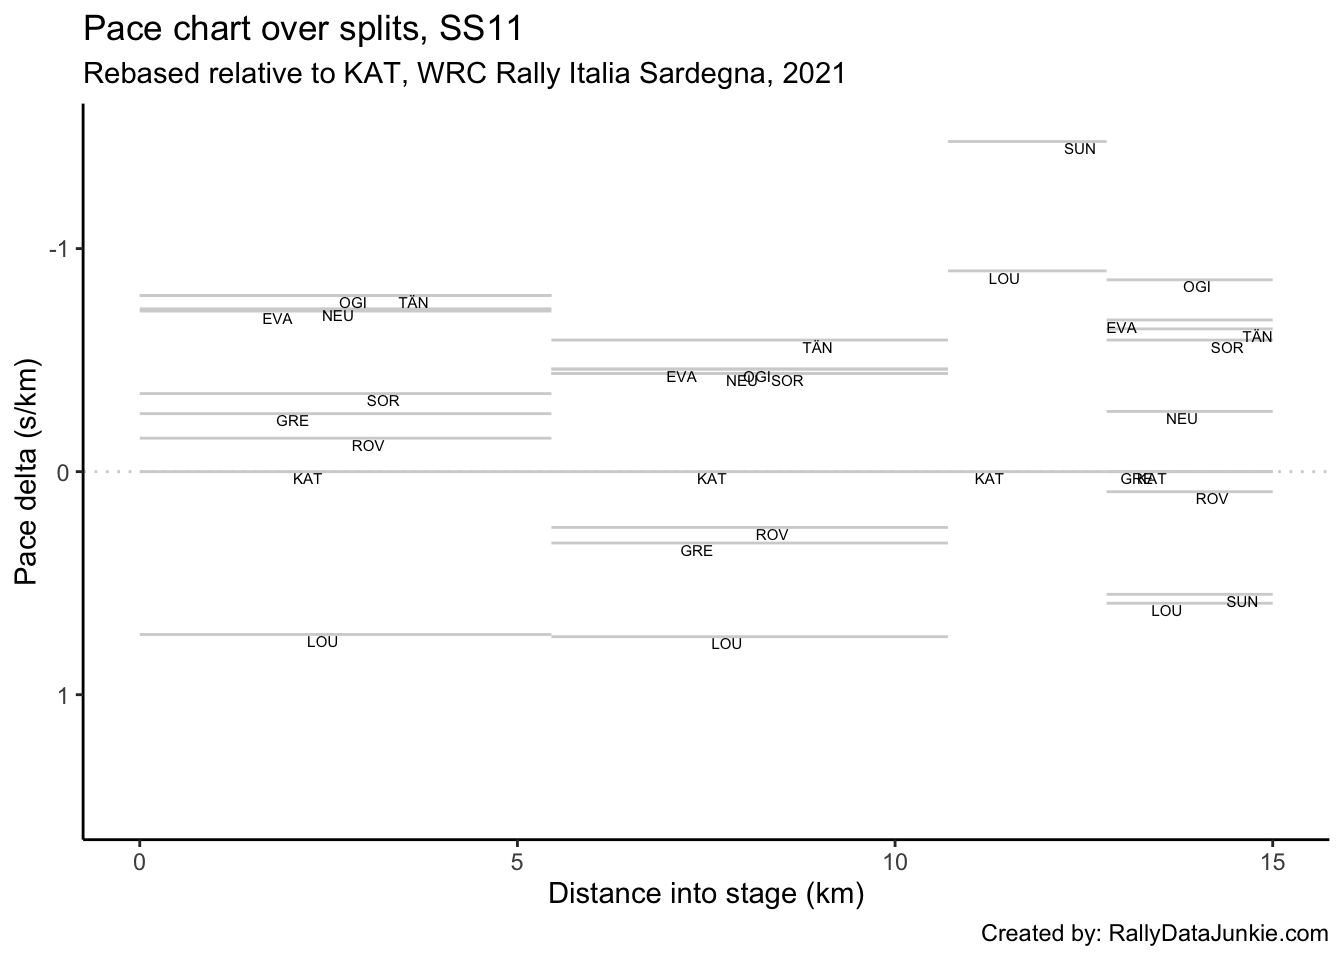 Pace chart over splits, SS11
Rebased relative to KAT, WRC Rally Italia Sardegna, 2021
SUN
-1
LOU
OGI
OGI TÄN
EVA NEU
EVA
TÄN
TÄN
SOR
EVA NEU OGI SOR
SOR
GRE
NEU
ROV
0
KAT KAT KAT GRE KAT
ROV
ROV
GRE
SUN
LOU
LOU LOU
1
0 5 10 15
Pace delta (s/km)
Distance into stage (km)
Created by: RallyDataJunkie.com